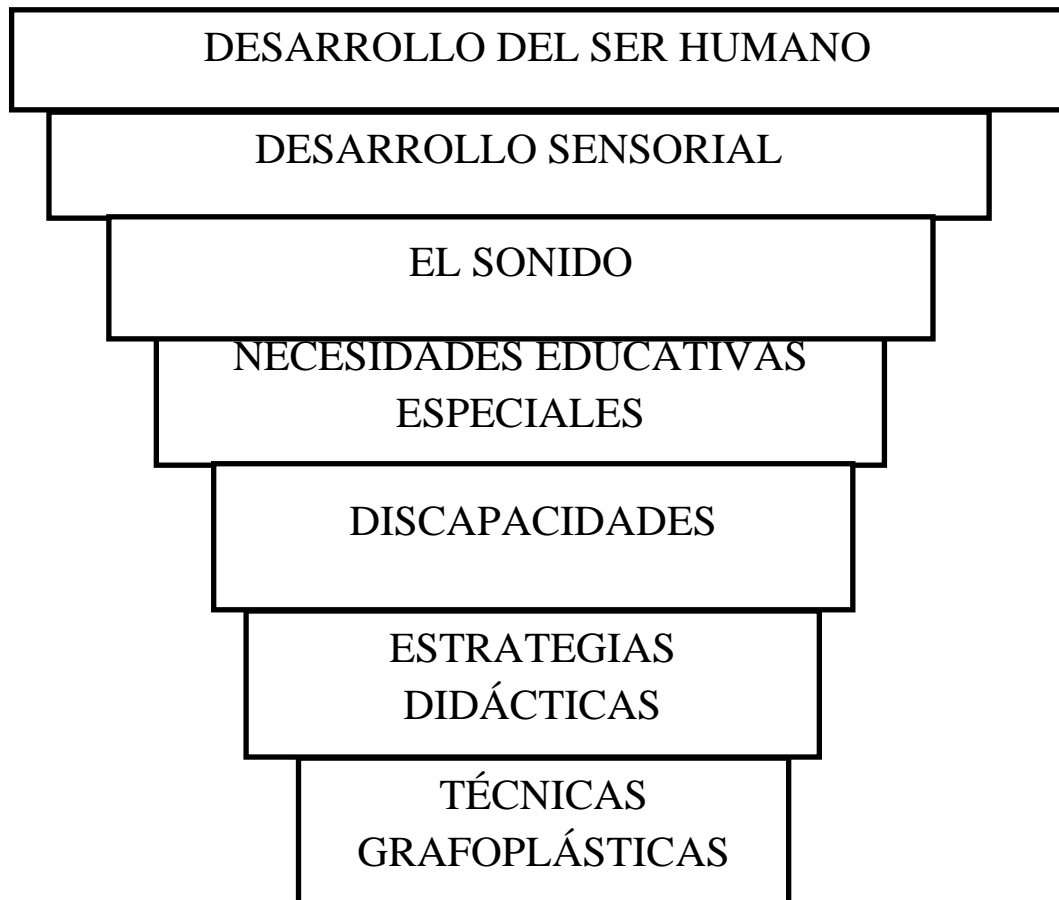 DESARROLLO DEL SER HUMANO
DESARROLLO SENSORIAL
EL SONIDO
NECESIDADES EDUCATIVAS
ESPECIALES
DISCAPACIDADES
ESTRATEGIAS
DIDÁCTICAS
TÉCNICAS
GRAFOPLÁSTICAS